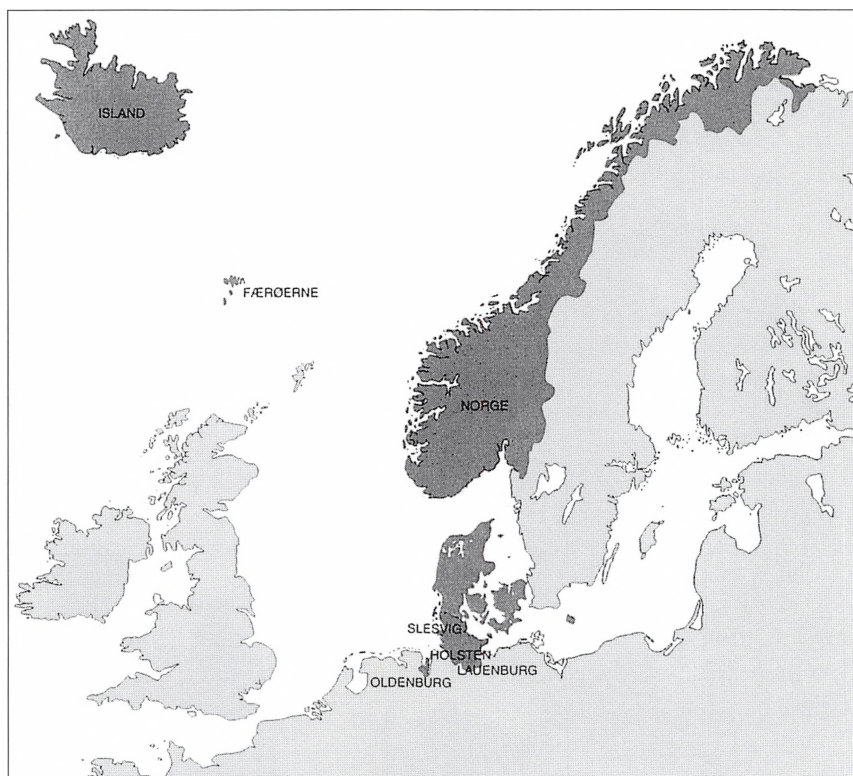 ISLAND
FÆRØERNE
NORGE
SLESVIG
HOLSTEN
LAUENBURG
OLDENBURG